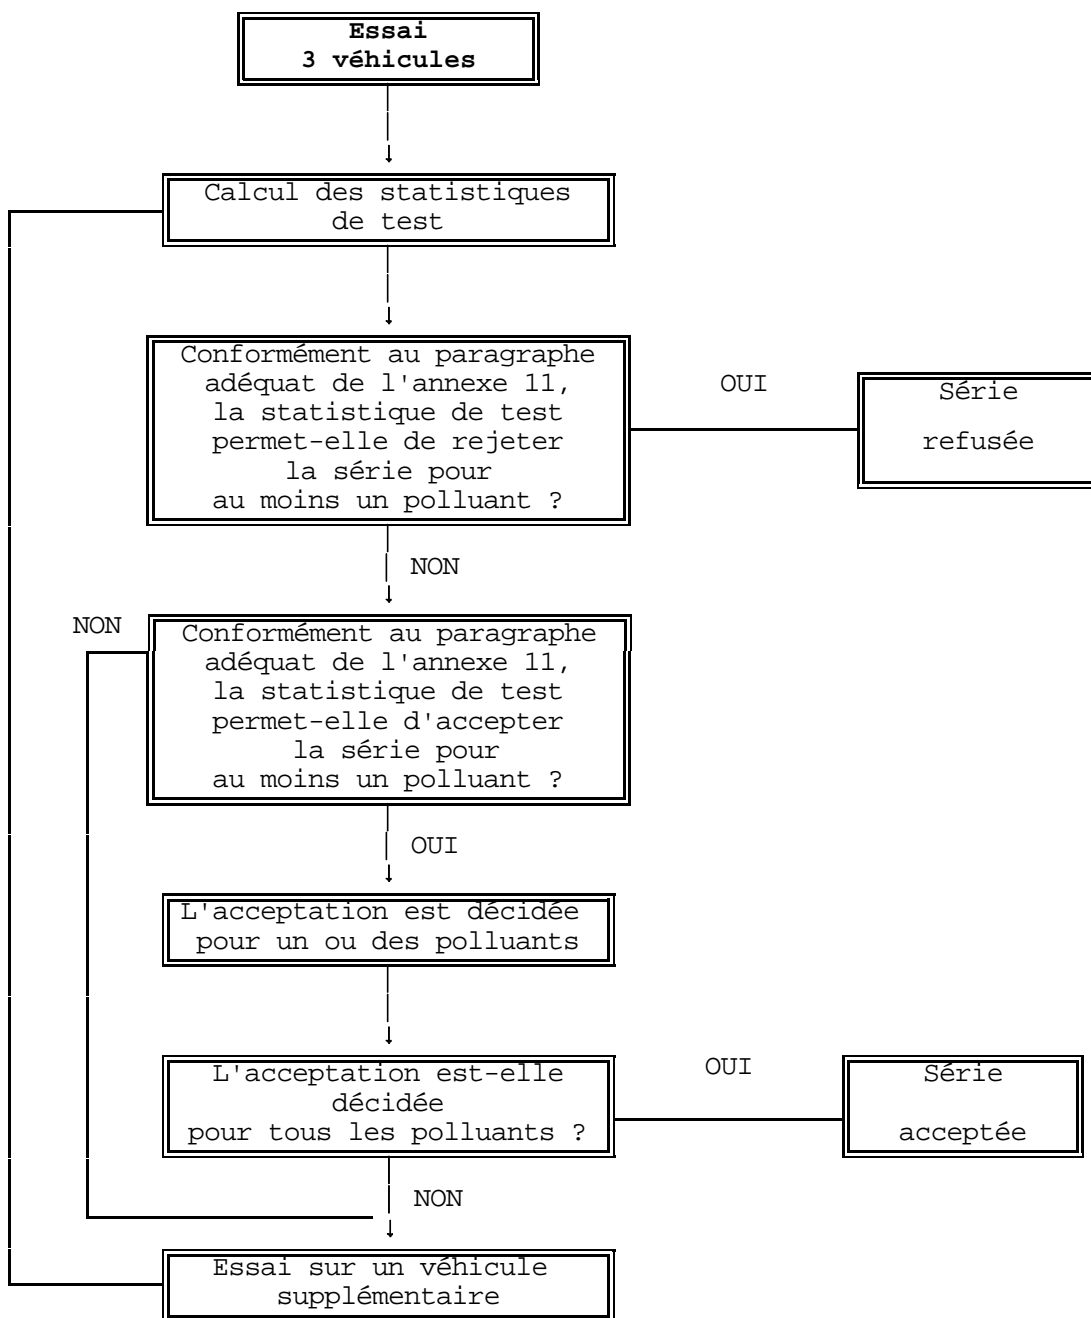 Essai
3 véhicules
Calcul des statistiques
de test
Conformément au paragraphe
adéquat de l'annexe 11,
la statistique de test
permet-elle de rejeter
la série pour
au moins un polluant ?
OUI
Série
refusée
NON
NON
Conformément au paragraphe
adéquat de l'annexe 11,
la statistique de test
permet-elle d'accepter
la série pour
au moins un polluant ?
OUI
L'acceptation est décidée
pour un ou des polluants
L'acceptation est-elle
décidée
pour tous les polluants ?
OUI
Série
acceptée
NON
Essai sur un véhicule
supplémentaire